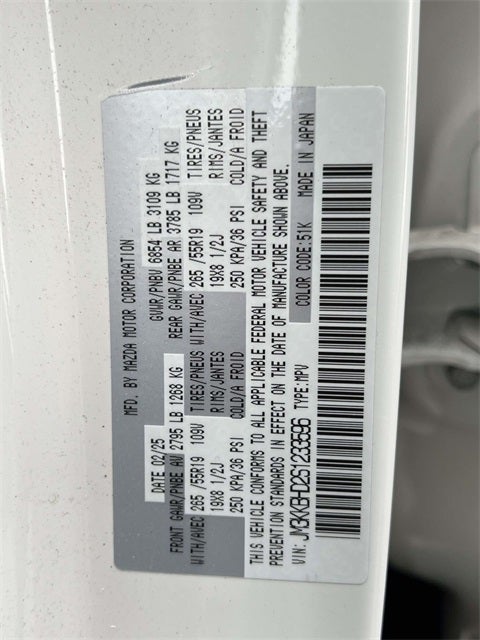 MFD. BY MAZDA MOTOR CORPORATION
DATE 02/25 GVWR/PNBV 6854 LB 3109 KG
FRONT GAWR/PNBE AV 2795 LB 1268 KG REAR GAWR/PNBE AR 3785 LB 1717 KG
WITH/AVEC 265 /55R19 109V TIRES/PNEUS WITH/AVEC 265 /55R19 109V TIRES/PNEUS
19X8 1/2J RIMS/JANTES 19X8 1/2J RIMS/JANTES
250 KPA/36 PSI COLD/A FROID 250 KPA/36 PSI COLD/A FROID
THIS VEHICLE CONFORMS TO ALL APPLICABLE FEDERAL MOTOR VEHICLE SAFETY AND THEFT
PREVENTION STANDARDS IN EFFECT ON THE DATE OF MANUFACTURE SHOWN ABOVE.
VIN: JM3KKBHD2S1233596 TYPE:MPV COLOR CODE:51K MADE IN JAPAN